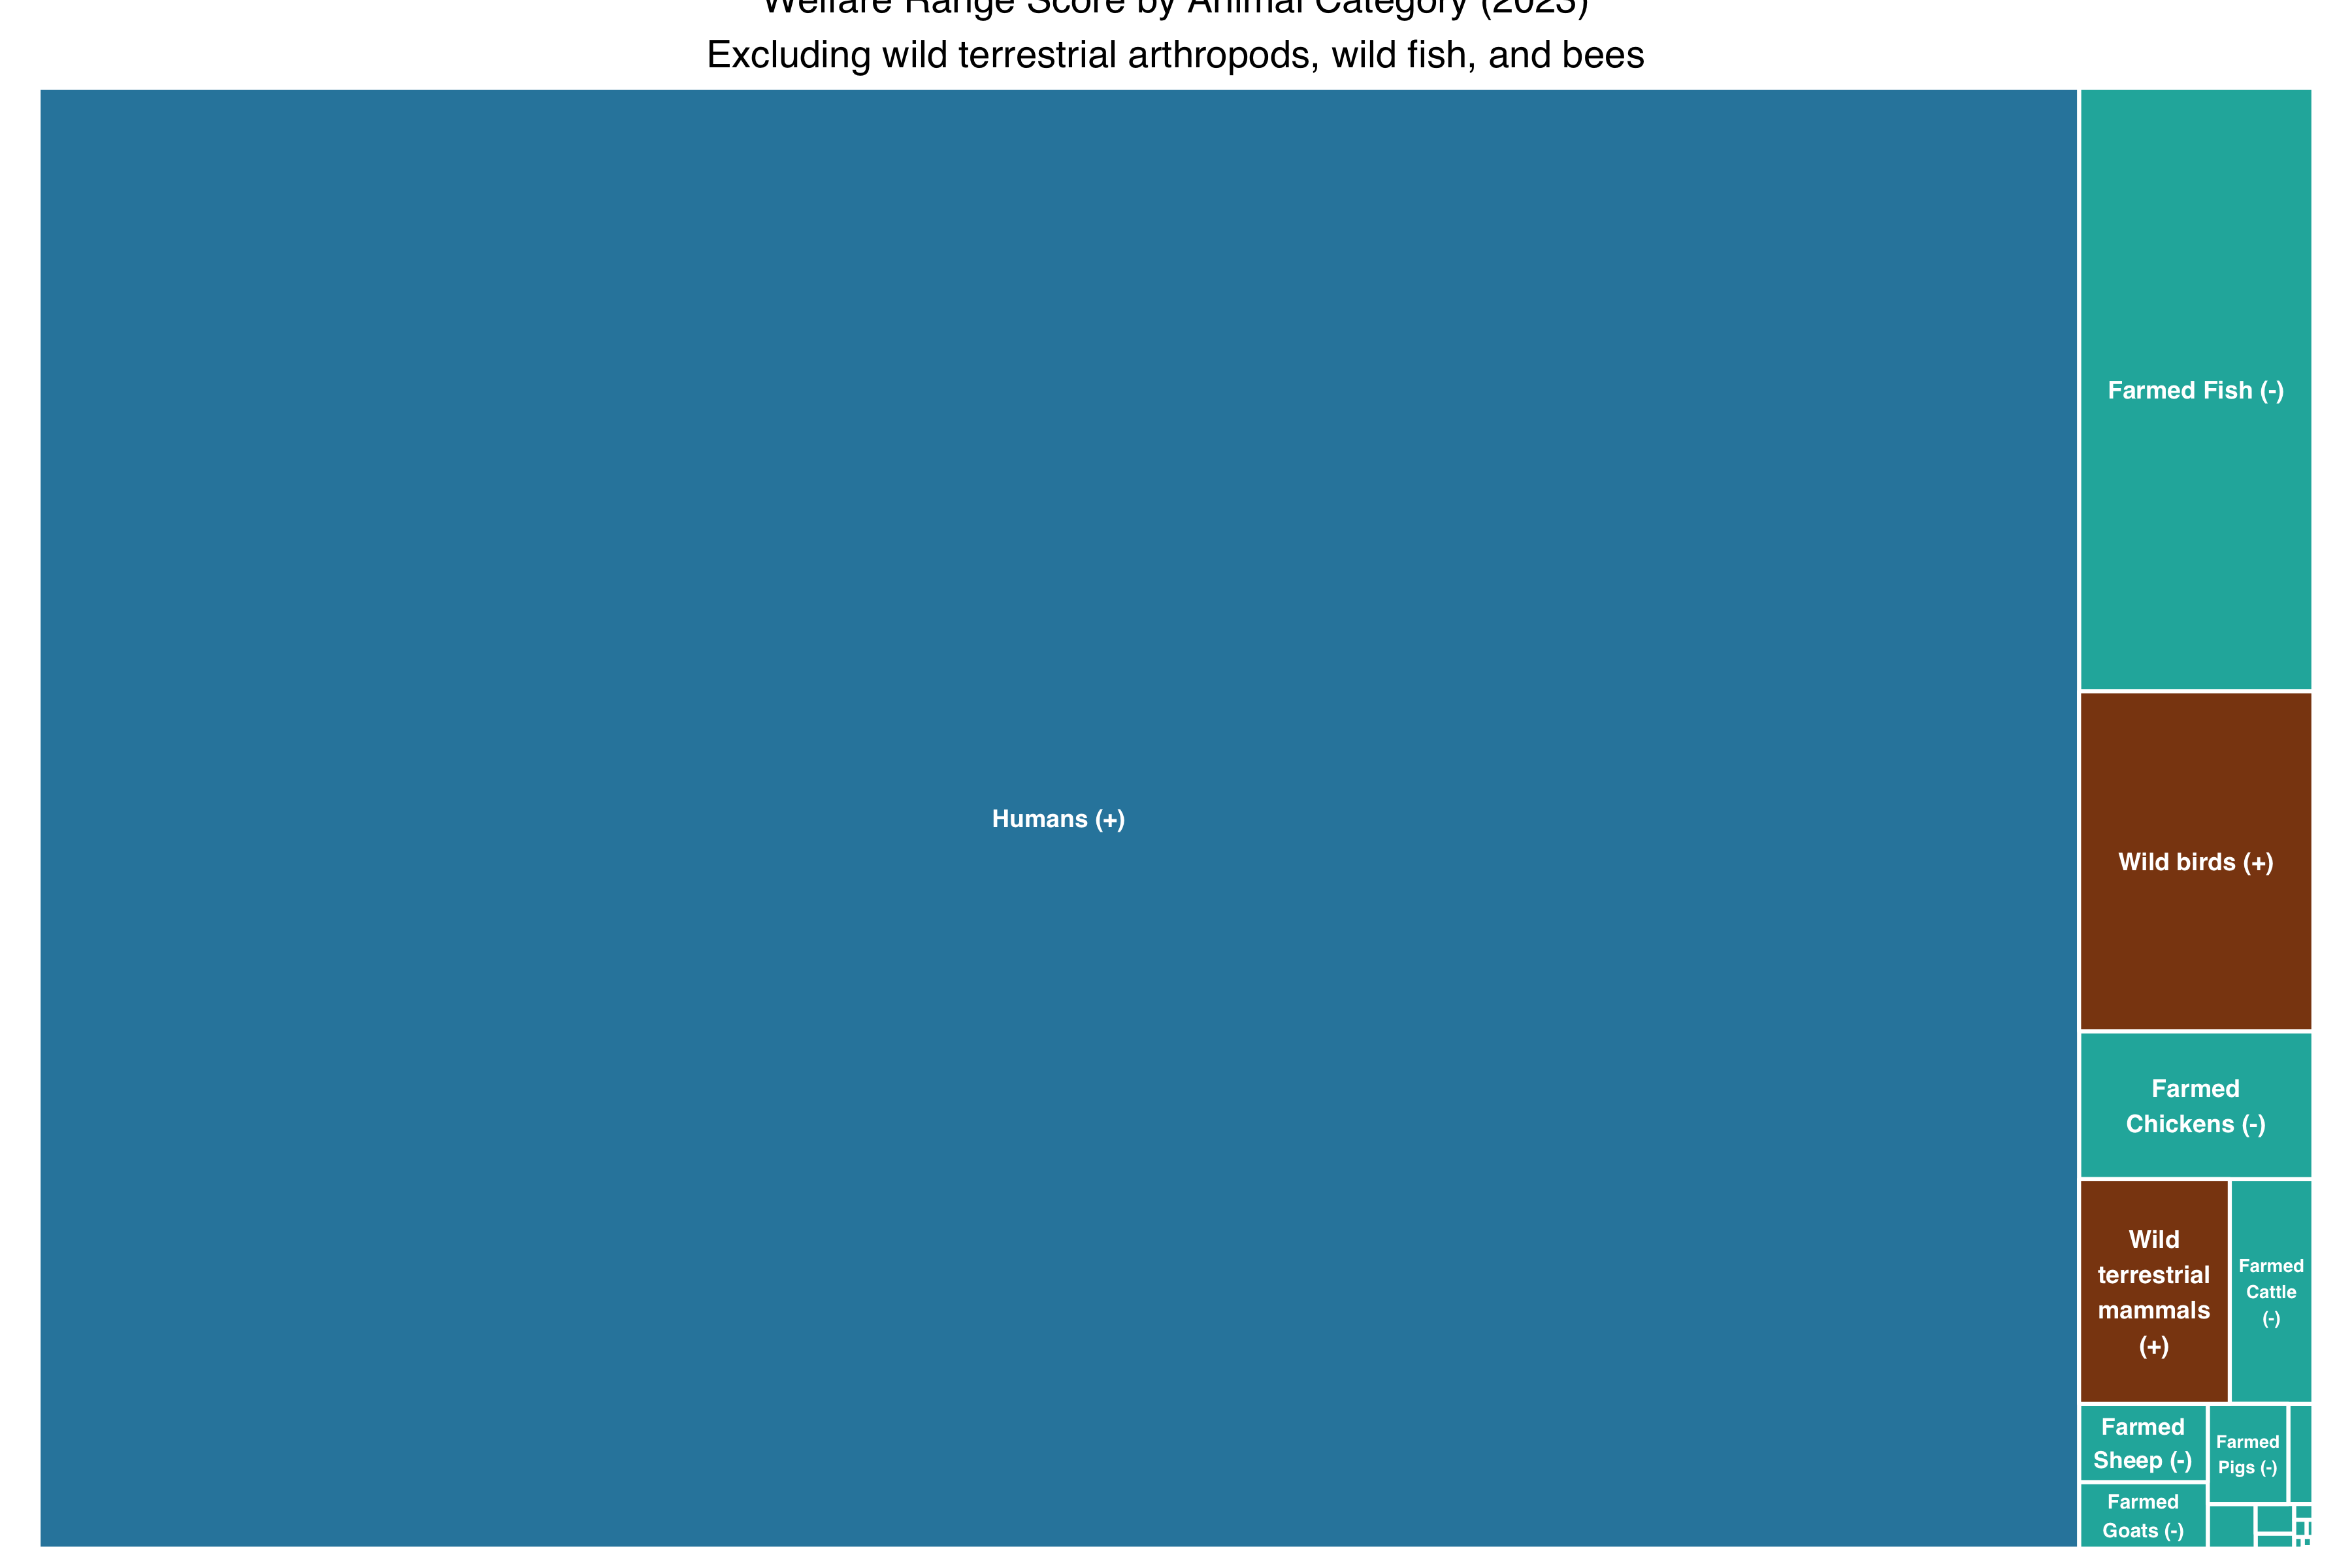 Welfare Range Score by Animal Category (2023)
Excluding wild terrestrial arthropods, wild fish, and bees
Humans (+)
Farmed Fish (-)
Wild birds (+)
Farmed
Chickens (-)
Wild
terrestrial
mammals
(+)
Farmed
Cattle
(-)
Farmed
Sheep (-)
Farmed
Pigs (-)
Farmed
Goats (-)